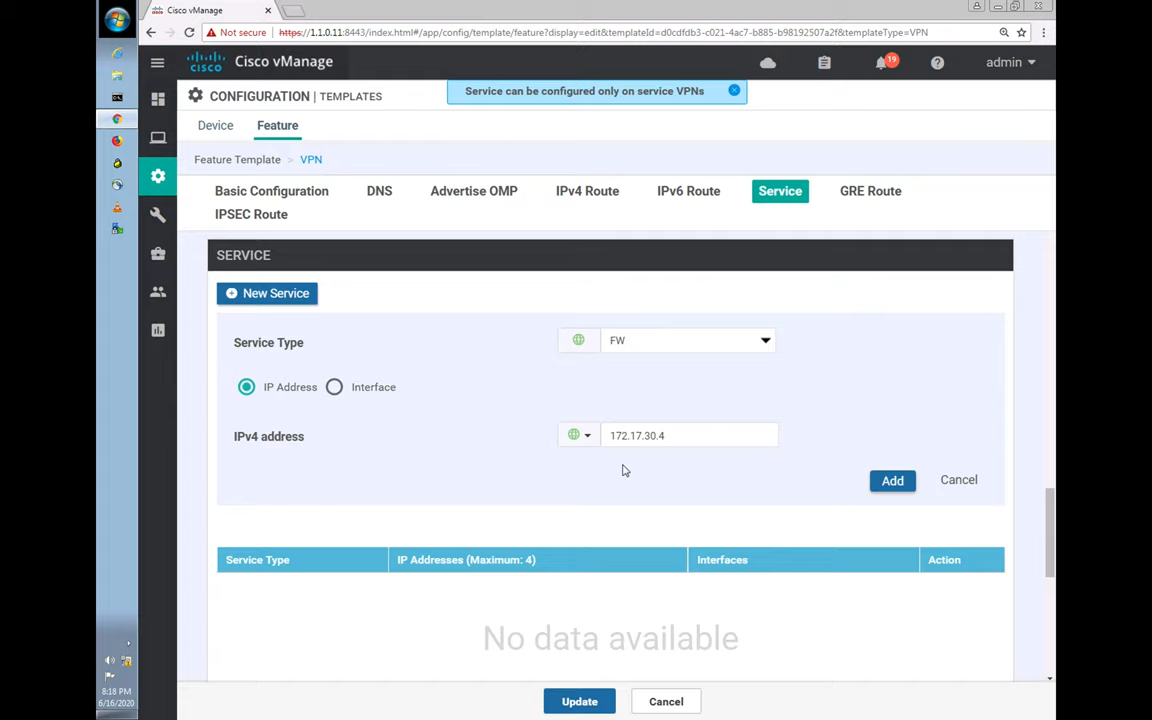 Cisco vManage
Not secure https://1.1.0.11:8443/index.html#/app/config/template/feature?display=edit&templateId=d0cdfdb3-c021-4ac7-b885-b98192507a2f&templateType=VPN
cisco Cisco vManage
19
admin
CONFIGURATION | TEMPLATES
Service can be configured only on service VPNs
Device Feature
Feature Template > VPN
Basic Configuration DNS Advertise OMP IPv4 Route IPv6 Route Service GRE Route
IPSEC Route
SERVICE
New Service
Service Type FW
IP Address Interface
IPv4 address 172.17.30.4
Add Cancel
Service Type IP Addresses (Maximum: 4) Interfaces Action
No data available
Update Cancel
8:18 PM
6/16/2020